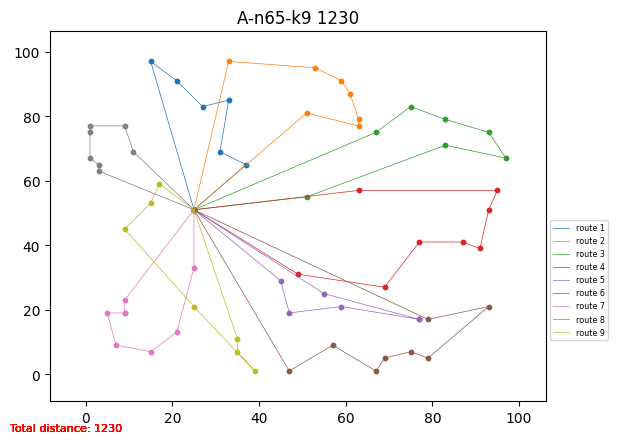 A-n65-k9 1230
100
80
60
40
20
0
0 20 40 60 80 100
route 1
route 2
route 3
route 4
route 5
route 6
route 7
route 8
route 9
Total distance: 1230